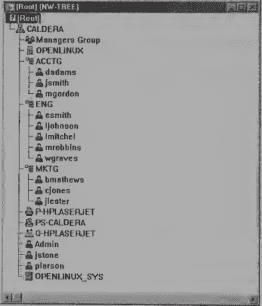 [Root] (NW-TREE)
[Root]
CALDERA
Managers Group
OPENLINUX
ACCTG
dadams
jsmith
mgordon
ENG
esmith
ljohnson
lmitchel
mrobbins
wgraves
MKTG
bmathews
cjones
jlester
P-HPLASERJET
PS-CALDERA
Q-HPLASERJET
Admin
jstone
plarson
OPENLINUX_SYS